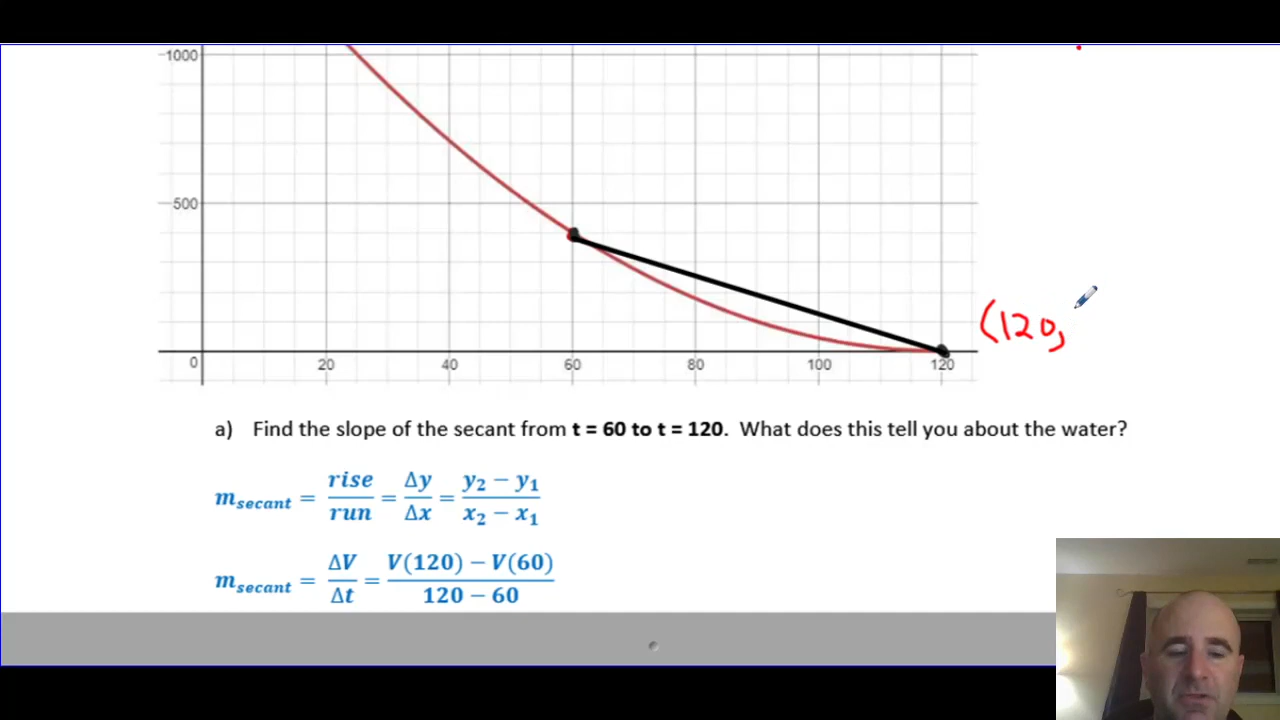 1000
500
(120,
0 20 40 60 80 100 120
a) Find the slope of the secant from t = 60 to t = 120. What does this tell you about the water?
m_secant = rise/run = Δy/Δx = (y₂ − y₁)/(x₂ − x₁)
m_secant = ΔV/Δt = (V(120) − V(60))/(120 − 60)